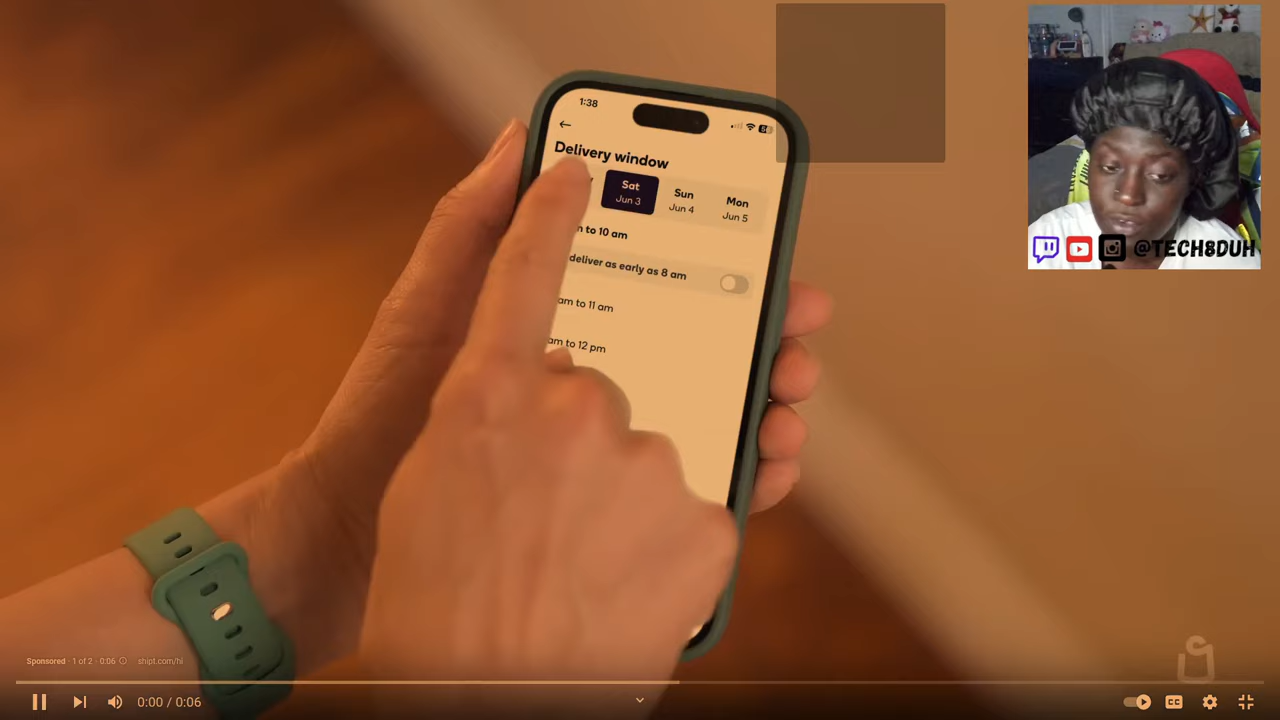 1:38
Delivery window
Sat
Jun 3
Sun
Jun 4
Mon
Jun 5
to 10 am
deliver as early as 8 am
am to 11 am
am to 12 pm
@TECH8DUH
Sponsored · 1 of 2 · 0:06
shipt.com/hi
0:00 / 0:06
CC